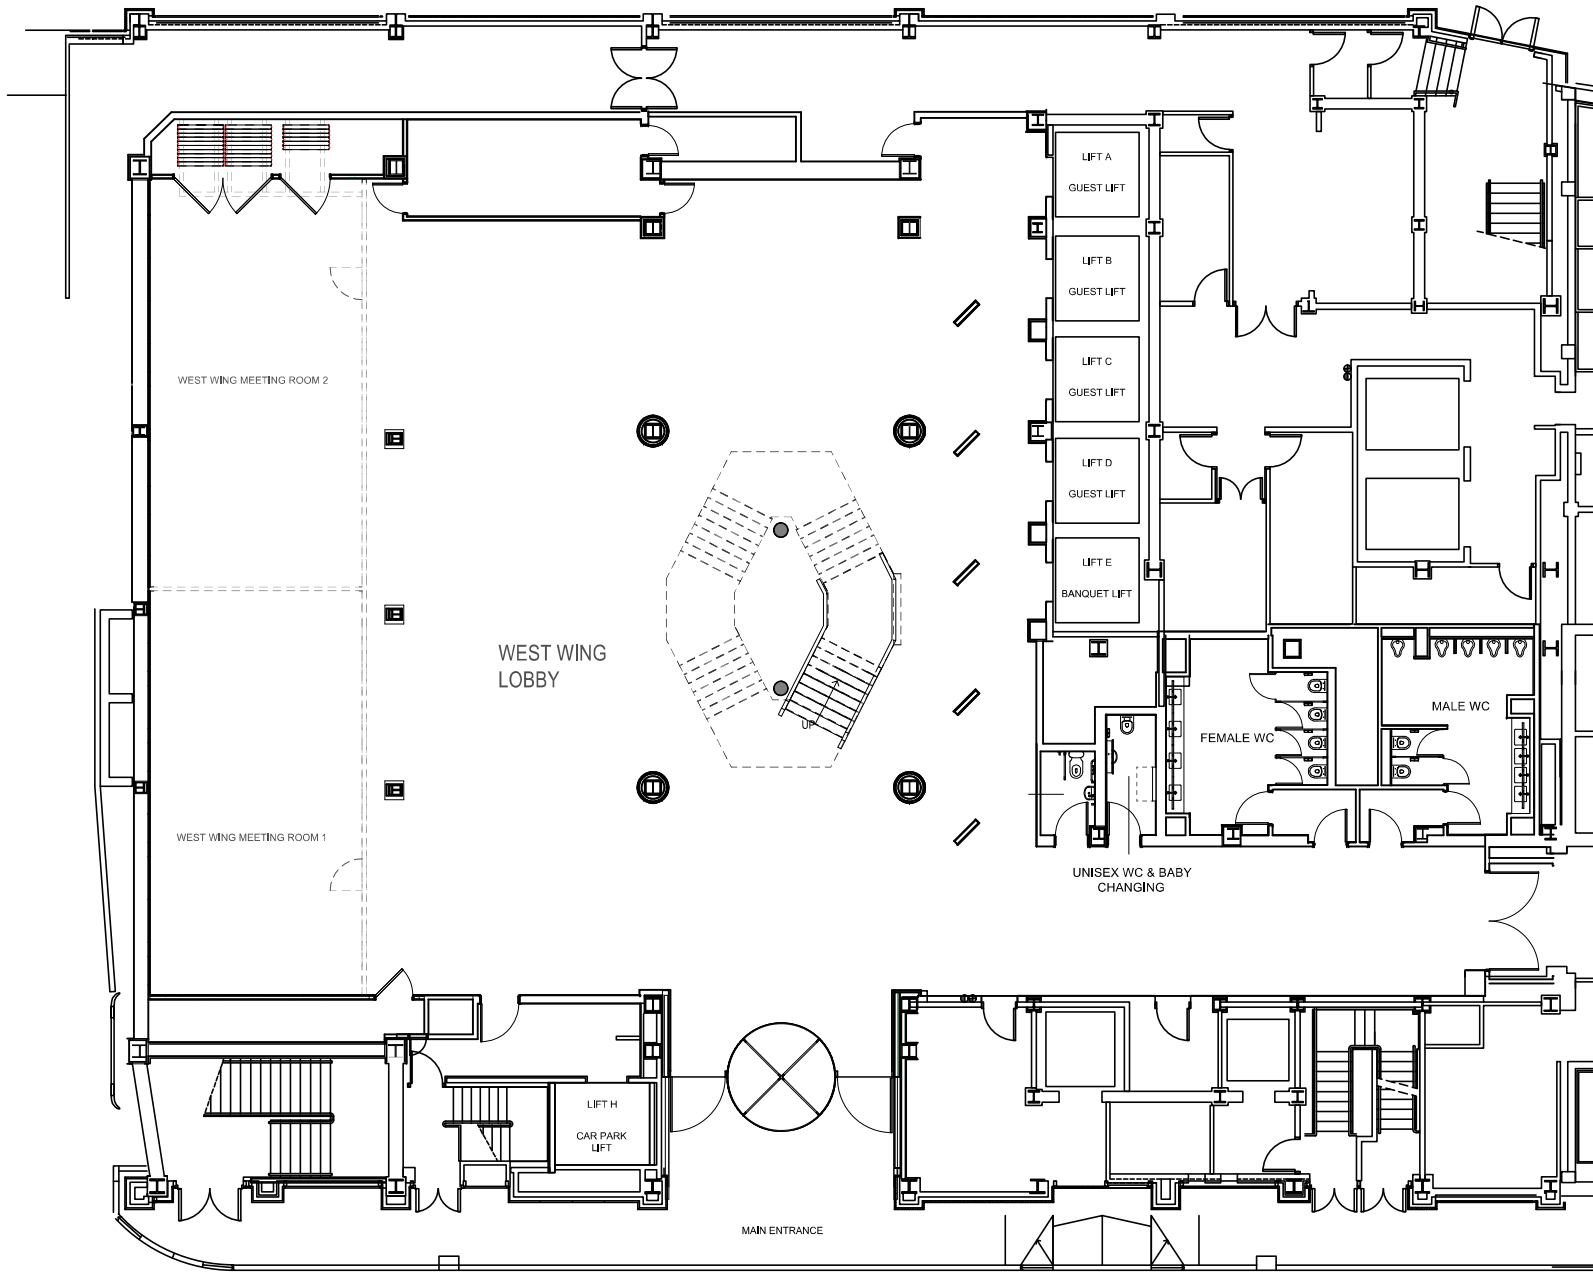 LIFT A
GUEST LIFT
LIFT B
GUEST LIFT
LIFT C
GUEST LIFT
WEST WING MEETING ROOM 2
LIFT D
GUEST LIFT
LIFT E
BANQUET LIFT
WEST WING
LOBBY
UP
MALE WC
FEMALE WC
WEST WING MEETING ROOM 1
UNISEX WC & BABY
CHANGING
LIFT H
CAR PARK
LIFT
MAIN ENTRANCE